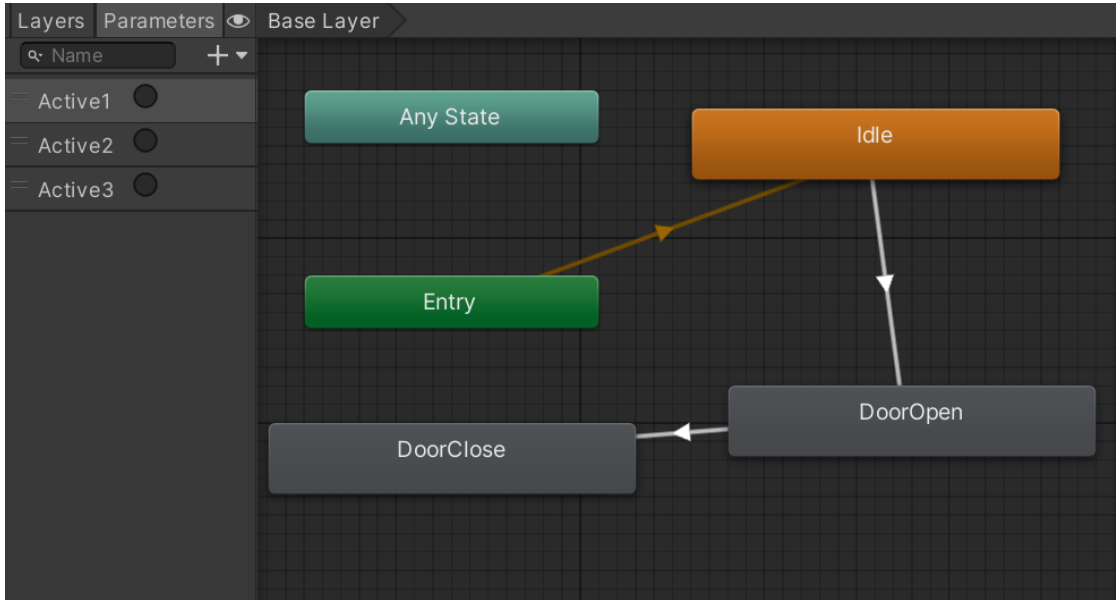 Layers Parameters Base Layer
Name
Active1
Active2
Active3
Any State
Idle
Entry
DoorOpen
DoorClose